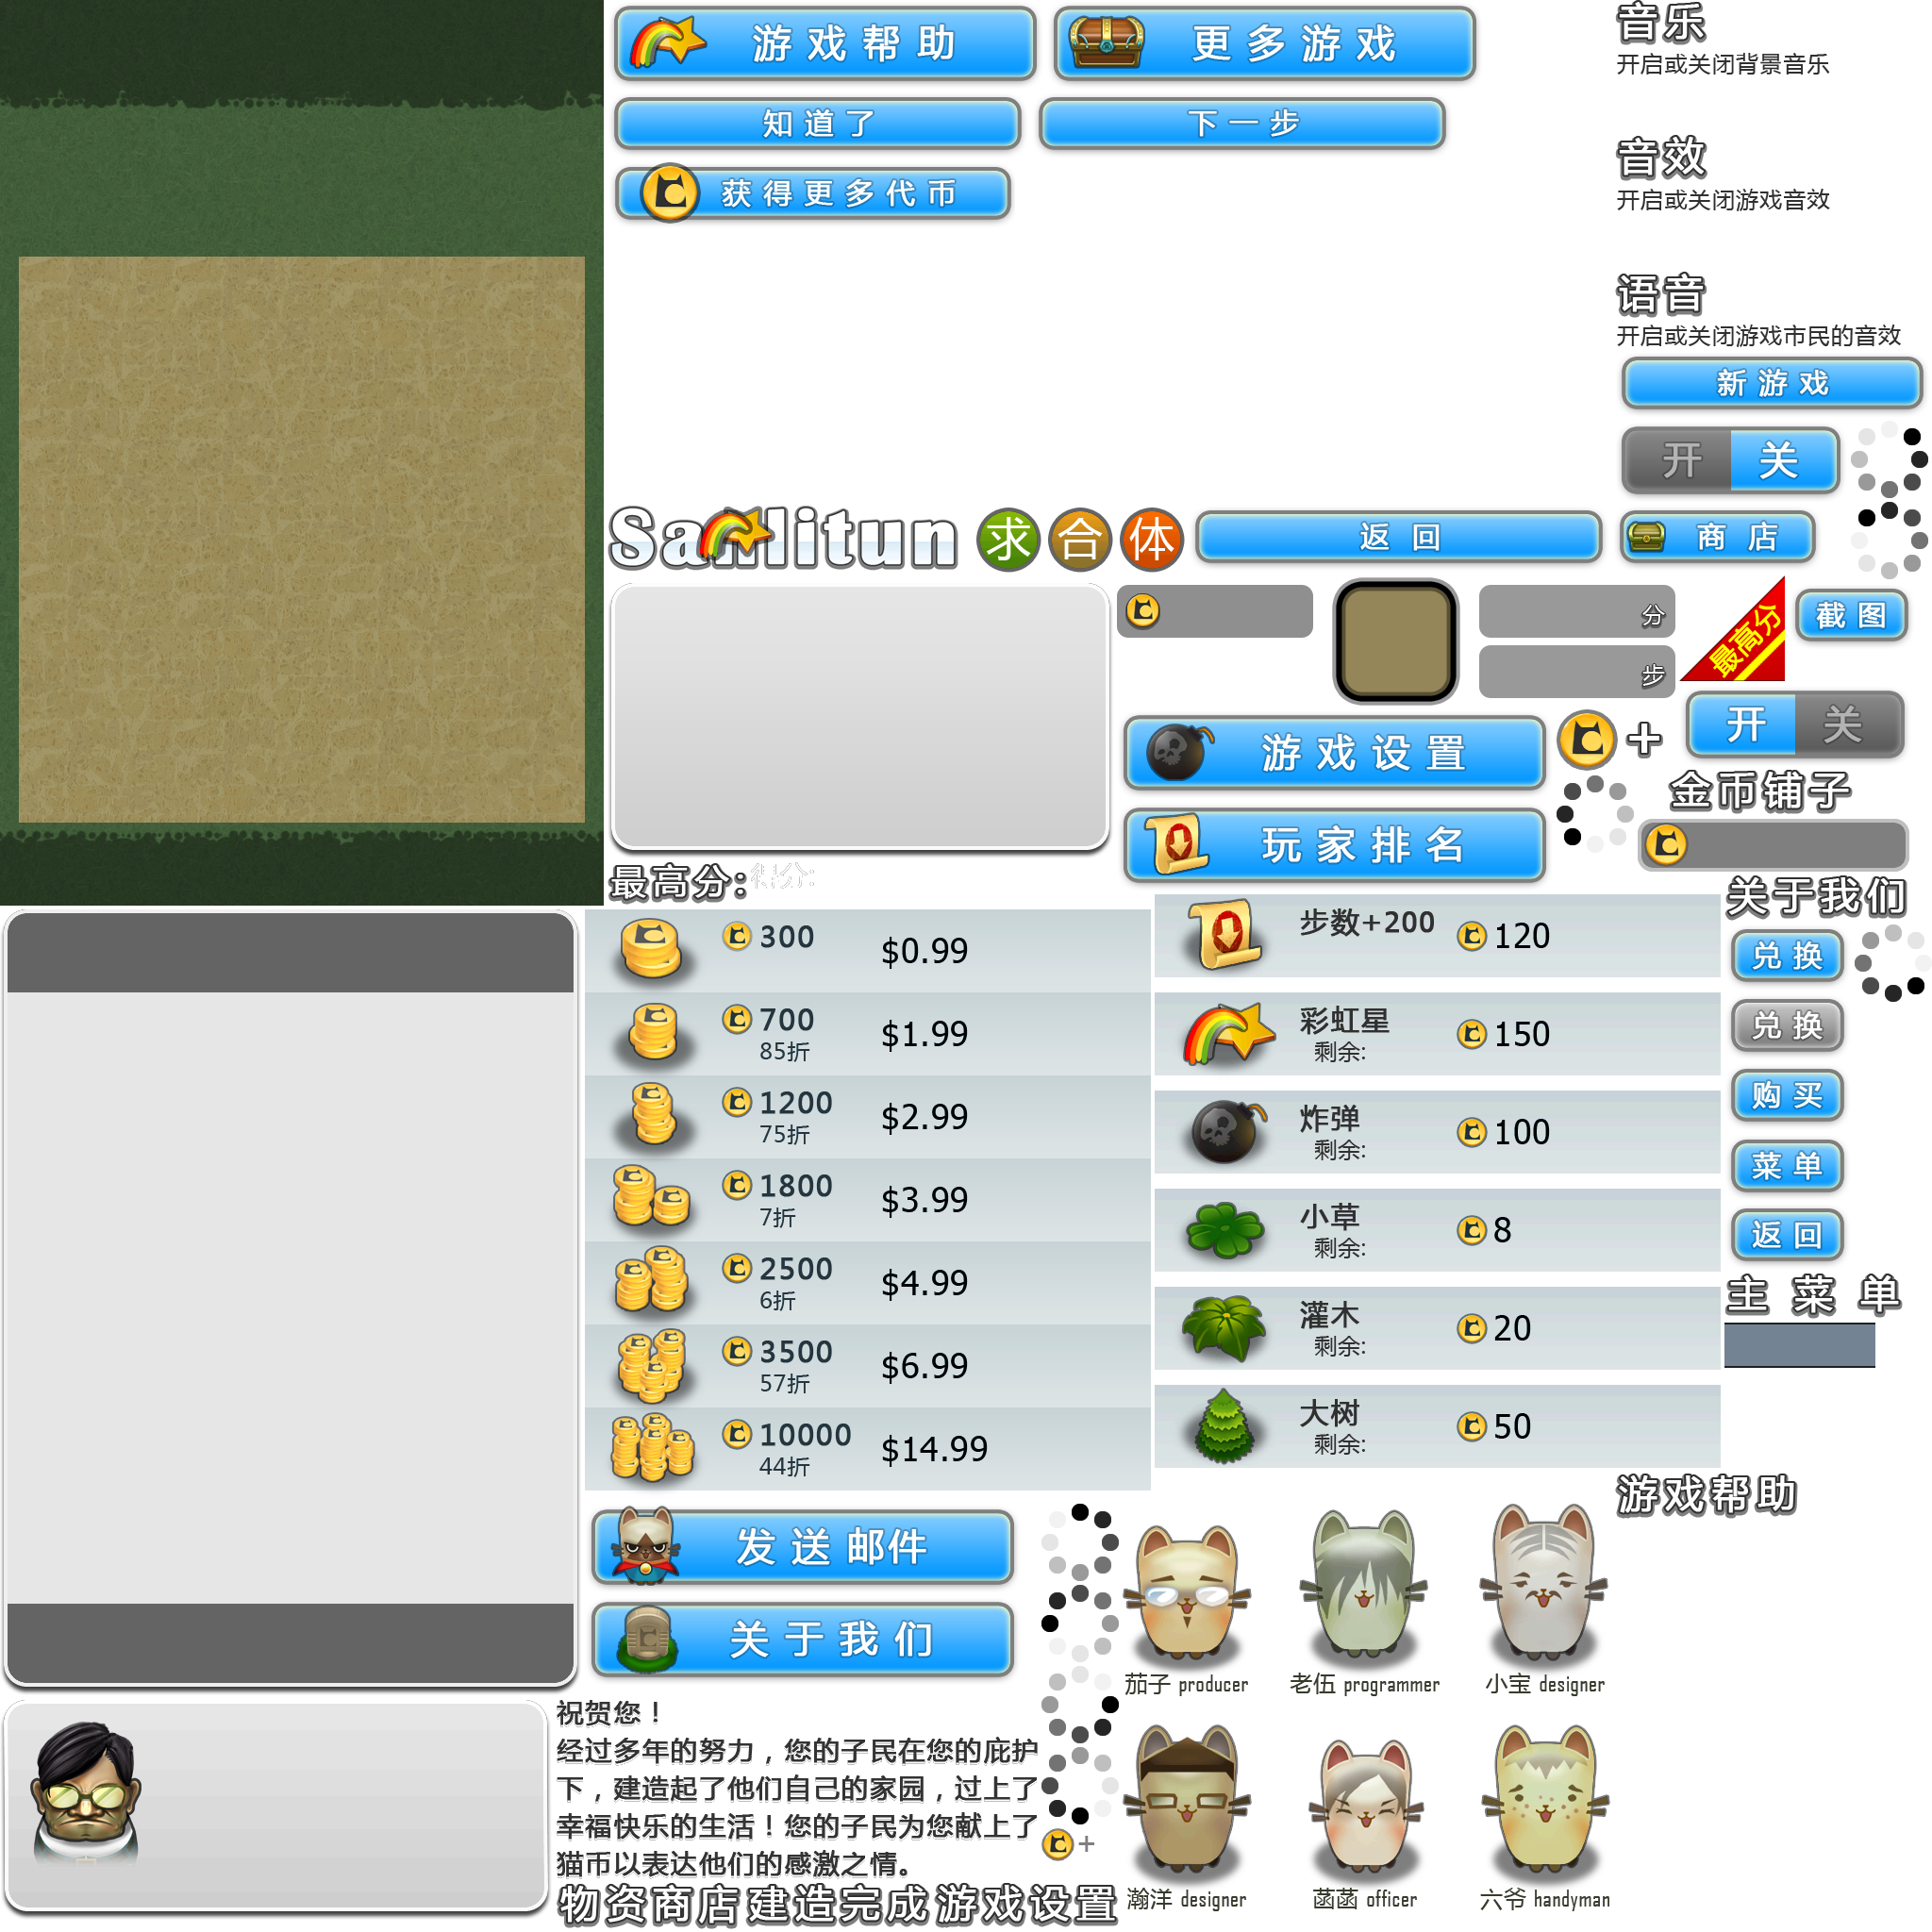 游戏帮助
更多游戏
知道了
下一步
获得更多代币
音乐
开启或关闭背景音乐
音效
开启或关闭游戏音效
语音
开启或关闭游戏市民的音效
新游戏
开 关
Sanlitun 求合体
返回
商店
分
步
最高分
截图
游戏设置
+
开 关
金币铺子
玩家排名
最高分:
得分:
关于我们
300 $0.99
700 $1.99
85折
1200 $2.99
75折
1800 $3.99
7折
2500 $4.99
6折
3500 $6.99
57折
10000 $14.99
44折
步数+200 120
彩虹星 150
剩余:
炸弹 100
剩余:
小草 8
剩余:
灌木 20
剩余:
大树 50
剩余:
兑换
兑换
购买
菜单
返回
主菜单
游戏帮助
发送邮件
关于我们
茄子 producer
老伍 programmer
小宝 designer
瀚洋 designer
菡菡 officer
六爷 handyman
祝贺您！
经过多年的努力，您的子民在您的庇护
下，建造起了他们自己的家园，过上了
幸福快乐的生活！您的子民为您献上了
猫币以表达他们的感激之情。
+
物资商店 建造完成 游戏设置